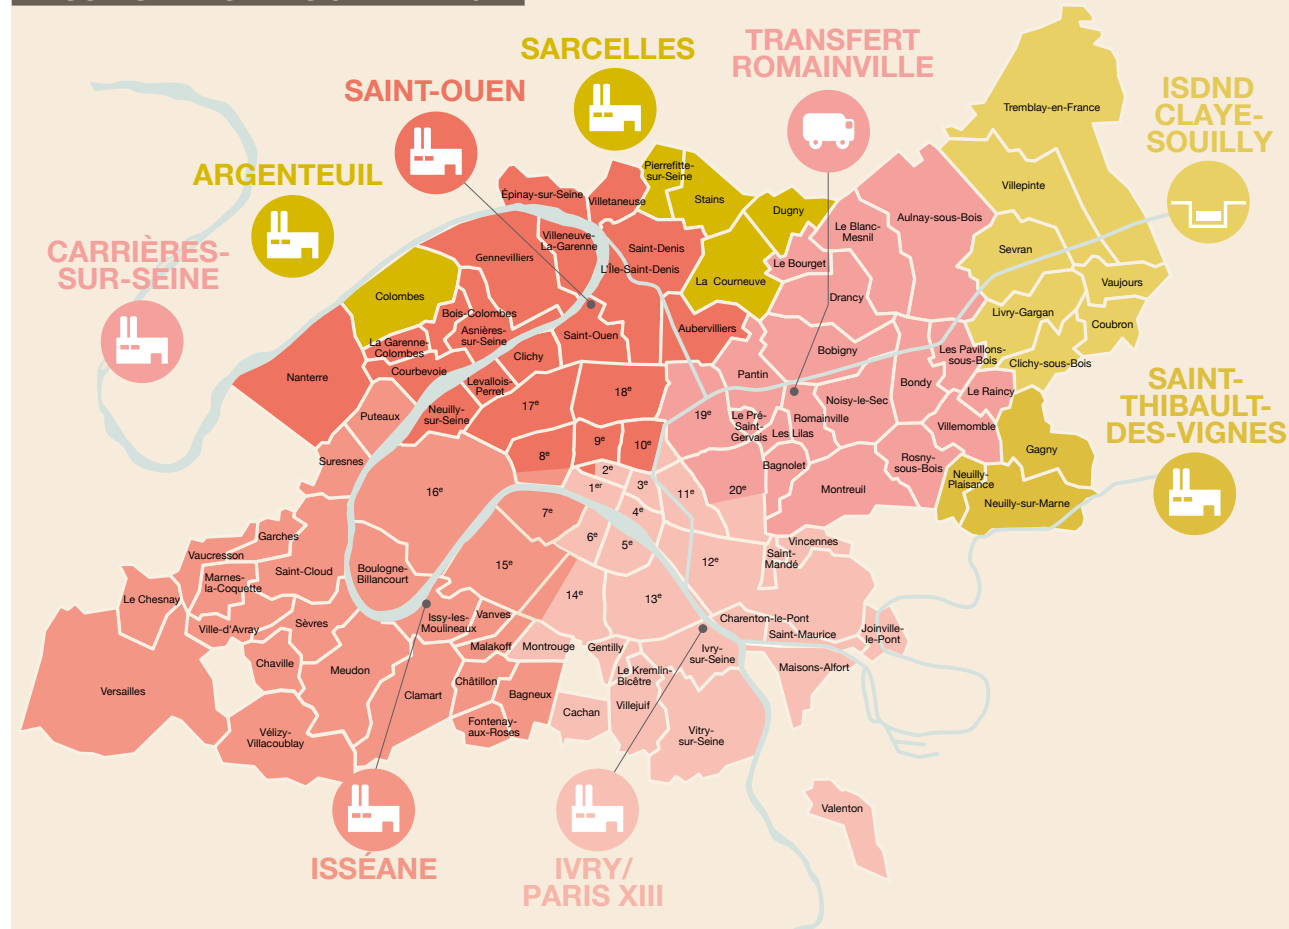 SARCELLES
TRANSFERT
ROMAINVILLE
SAINT-OUEN
ISDND
CLAYE-
SOUILLY
ARGENTEUIL
CARRIÈRES-
SUR-SEINE
SAINT-
THIBAULT-
DES-VIGNES
ISSÉANE
IVRY/
PARIS XIII
Tremblay-en-France
Villepinte
Sevran
Vaujours
Livry-Gargan
Coubron
Clichy-sous-Bois
Pierrefitte-
sur-Seine
Stains
Dugny
La Courneuve
Épinay-sur-Seine
Villetaneuse
Villeneuve-
La-Garenne
Gennevilliers
Saint-Denis
L'Île-Saint-Denis
Aulnay-sous-Bois
Le Blanc-
Mesnil
Le Bourget
Drancy
Bobigny
Colombes
Bois-Colombes
Asnières-
sur-Seine
La Garenne-
Colombes
Courbevoie
Clichy
Saint-Ouen
Aubervilliers
Levallois-
Perret
Nanterre
Puteaux
Neuilly-
sur-Seine
Suresnes
Pantin
Les Pavillons-
sous-Bois
Bondy
Le Raincy
Noisy-le-Sec
Romainville
Le Pré-
Saint-
Gervais
Les Lilas
Villemomble
Gagny
Rosny-
sous-Bois
Neuilly-
Plaisance
Neuilly-sur-Marne
Bagnolet
Montreuil
17e
18e
19e
8e
9e
10e
2e
1er
3e
11e
20e
16e
7e
4e
6e
5e
15e
12e
14e
13e
Garches
Vaucresson
Marnes-
la-Coquette
Saint-Cloud
Boulogne-
Billancourt
Le Chesnay
Ville-d'Avray
Sèvres
Issy-les-
Moulineaux
Vanves
Malakoff
Montrouge
Gentilly
Chaville
Meudon
Versailles
Clamart
Châtillon
Bagneux
Vélizy-
Villacoublay
Fontenay-
aux-Roses
Cachan
Le Kremlin-
Bicêtre
Villejuif
Ivry-
sur-Seine
Vitry-
sur-Seine
Vincennes
Saint-
Mandé
Charenton-le-Pont
Saint-Maurice
Joinville-
le-Pont
Maisons-Alfort
Valenton